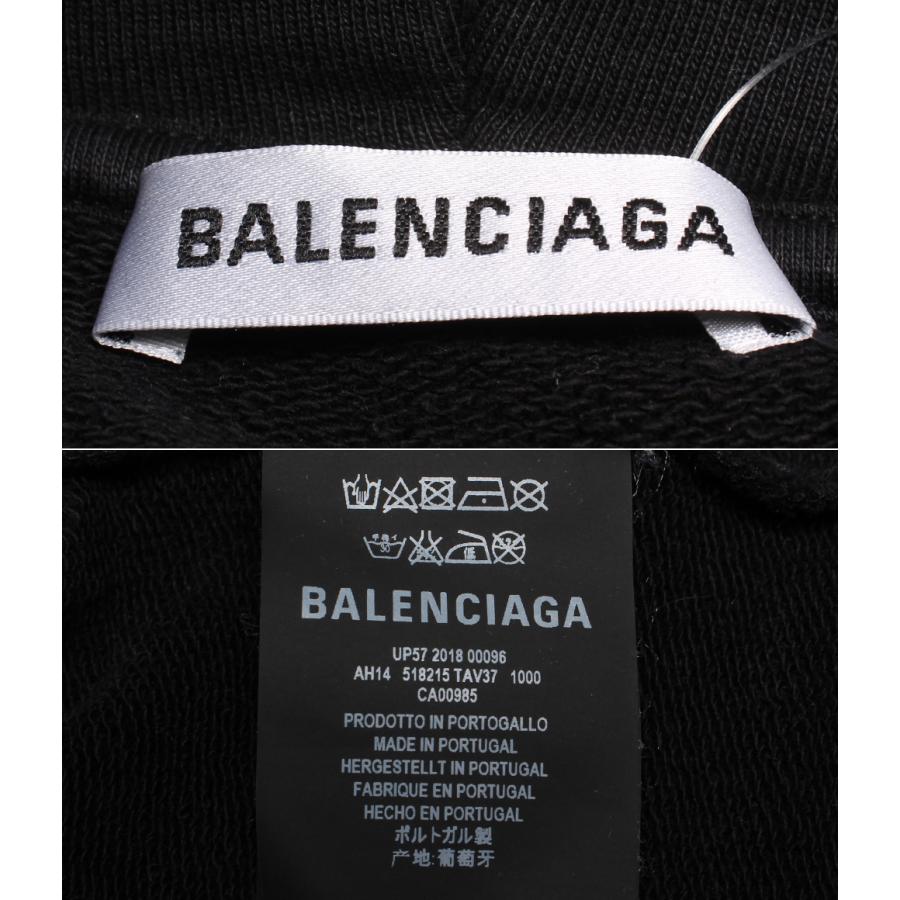 BALENCIAGA
BALENCIAGA
UP57 2018 00096
AH14 518215 TAV37 1000
CA00985
PRODOTTO IN PORTOGALLO
MADE IN PORTUGAL
HERGESTELLT IM PORTUGAL
FABRIQUE EN PORTUGAL
HECHO EN PORTUGAL
ポルトガル製
产地:葡萄牙